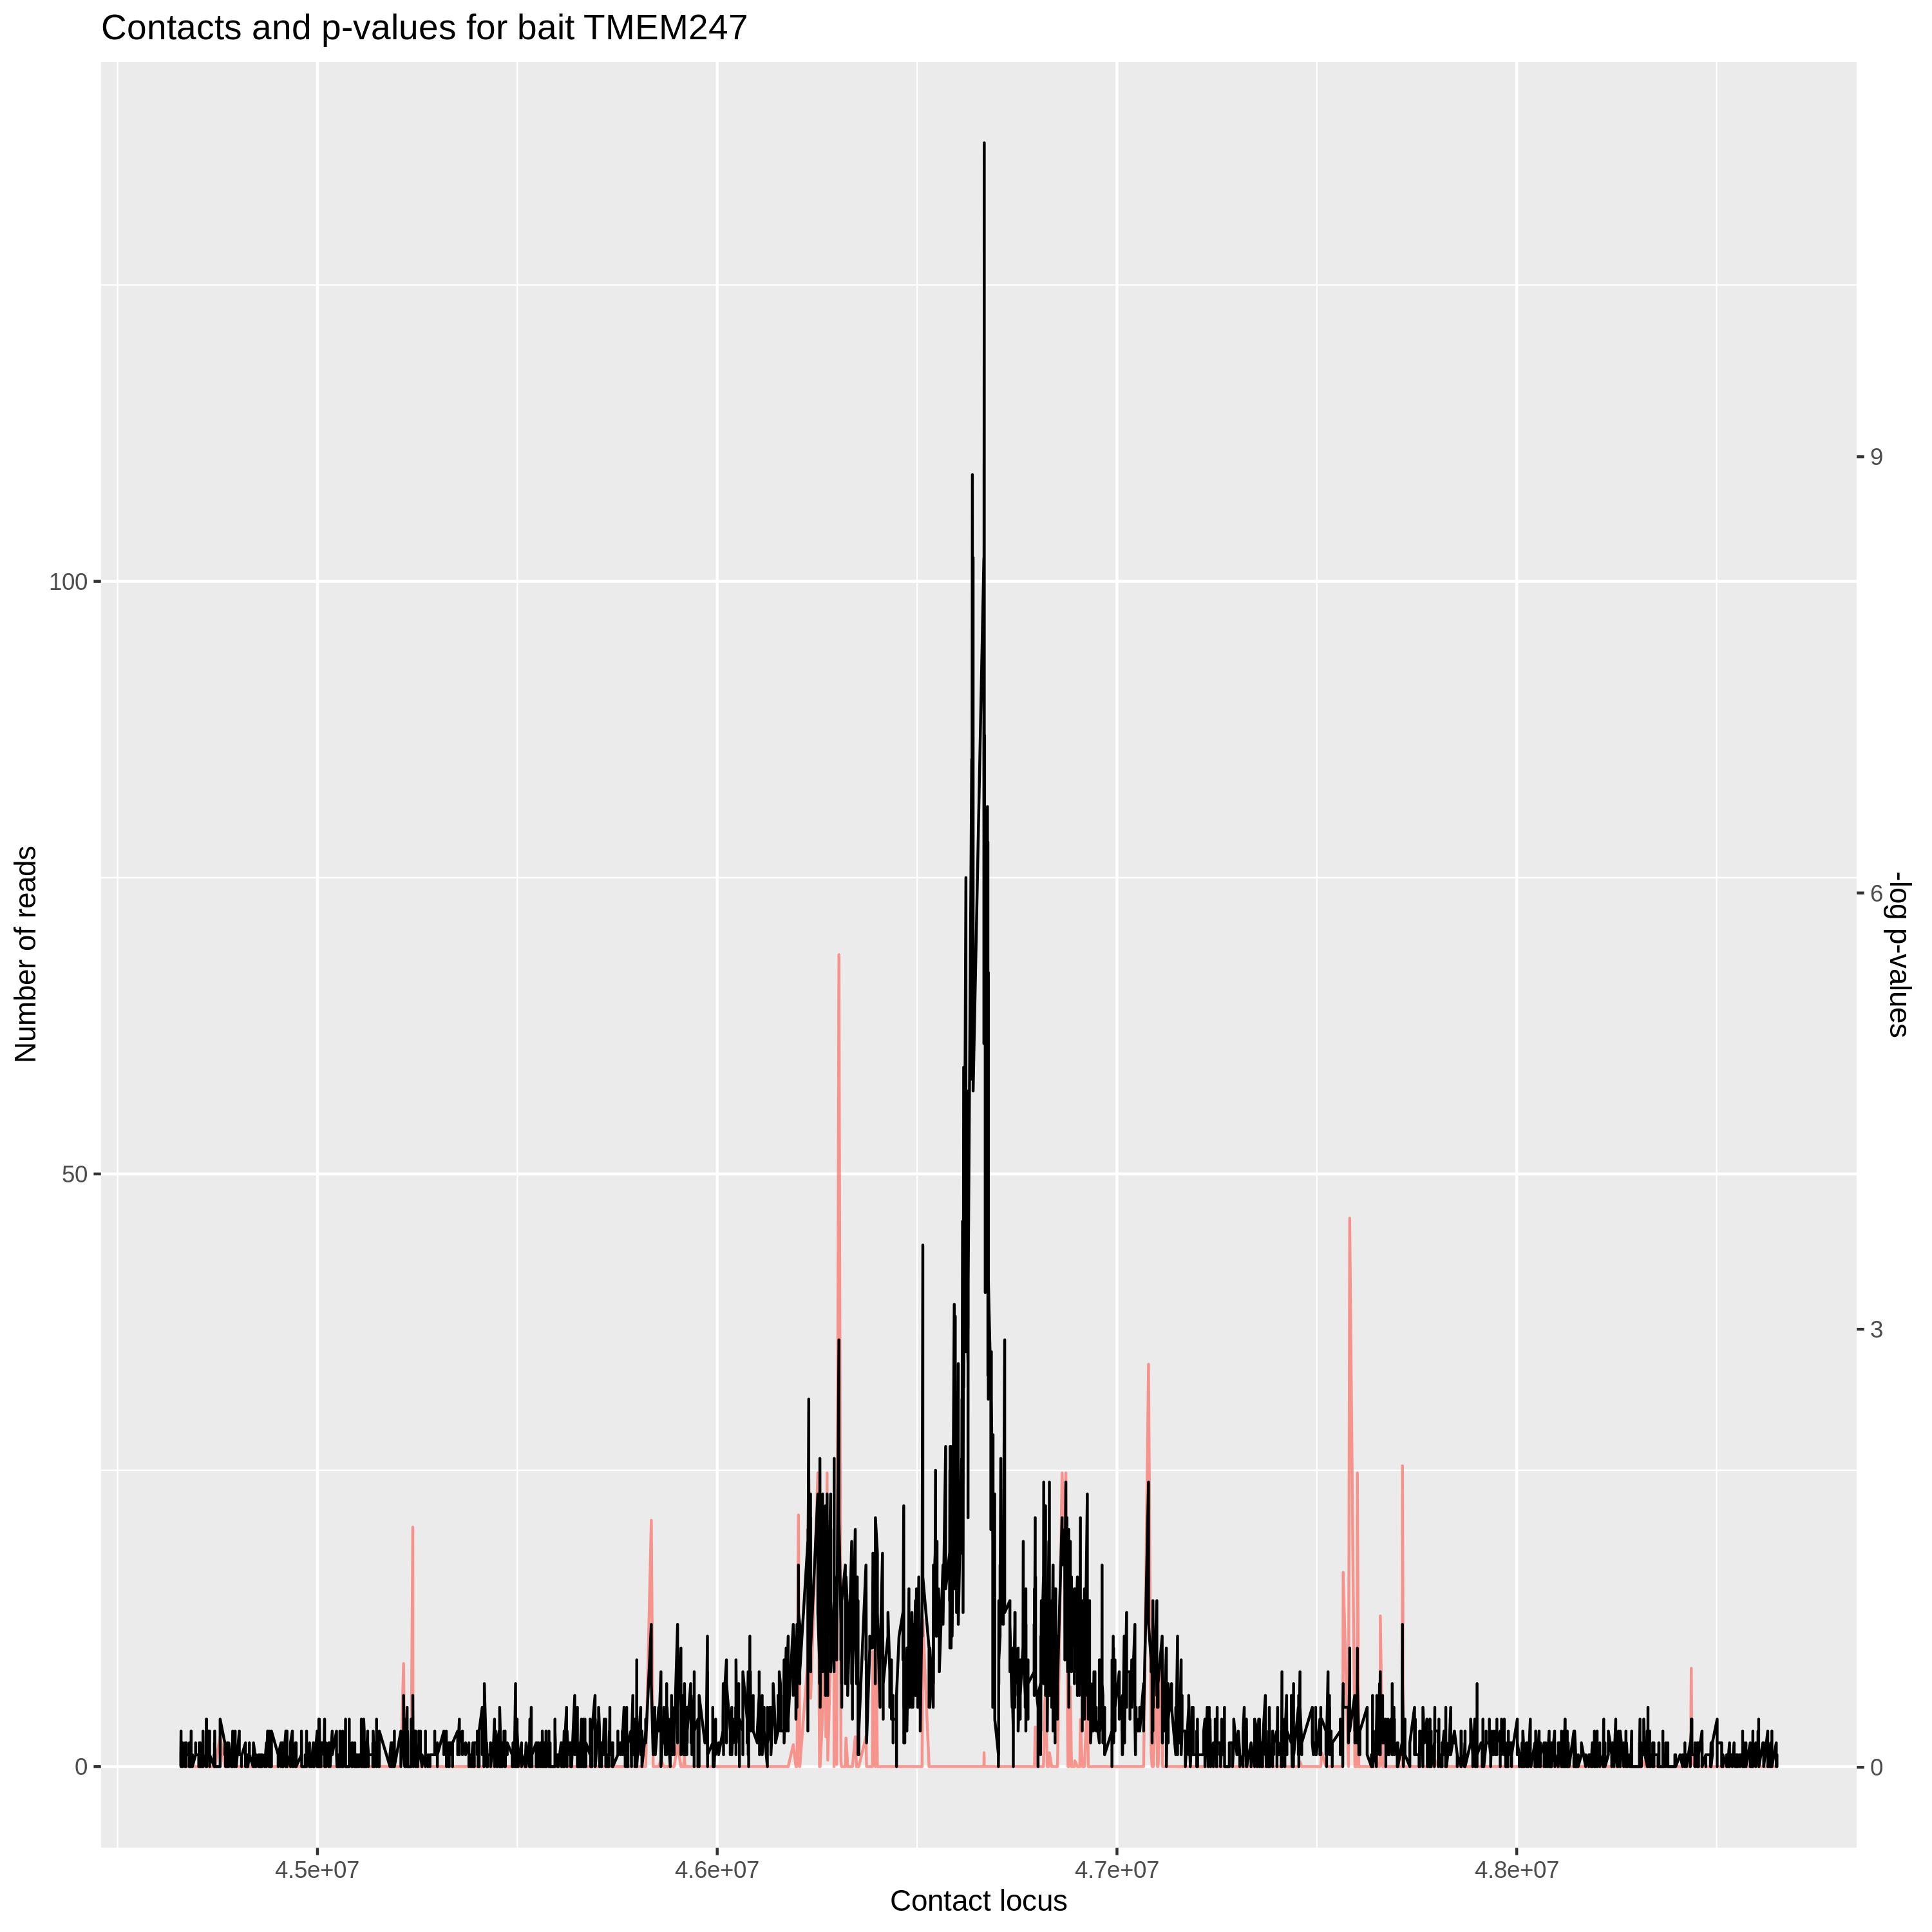 Contacts and p-values for bait TMEM247
Number of reads
100
50
0
9
6
3
0
-log p-values
4.5e+07 4.6e+07 4.7e+07 4.8e+07
Contact locus